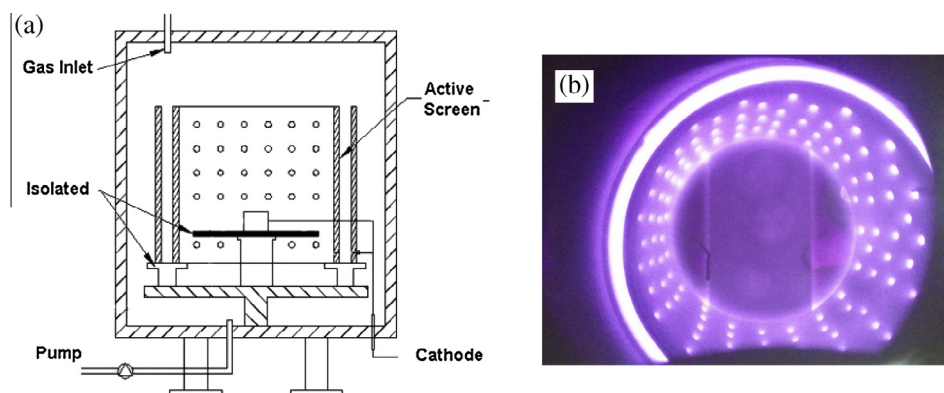 (a)
Gas Inlet
Active
Screen
Isolated
Pump
Cathode
(b)